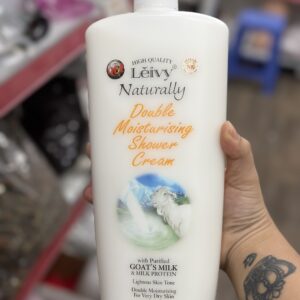 HIGH QUALITY
Lěivy®
Naturally
Double
Moisturising
Shower
Cream
with Purified
GOAT'S MILK
& MILK PROTEIN
Lightens Skin Tone
Double Moisturising
For Very Dry Skin